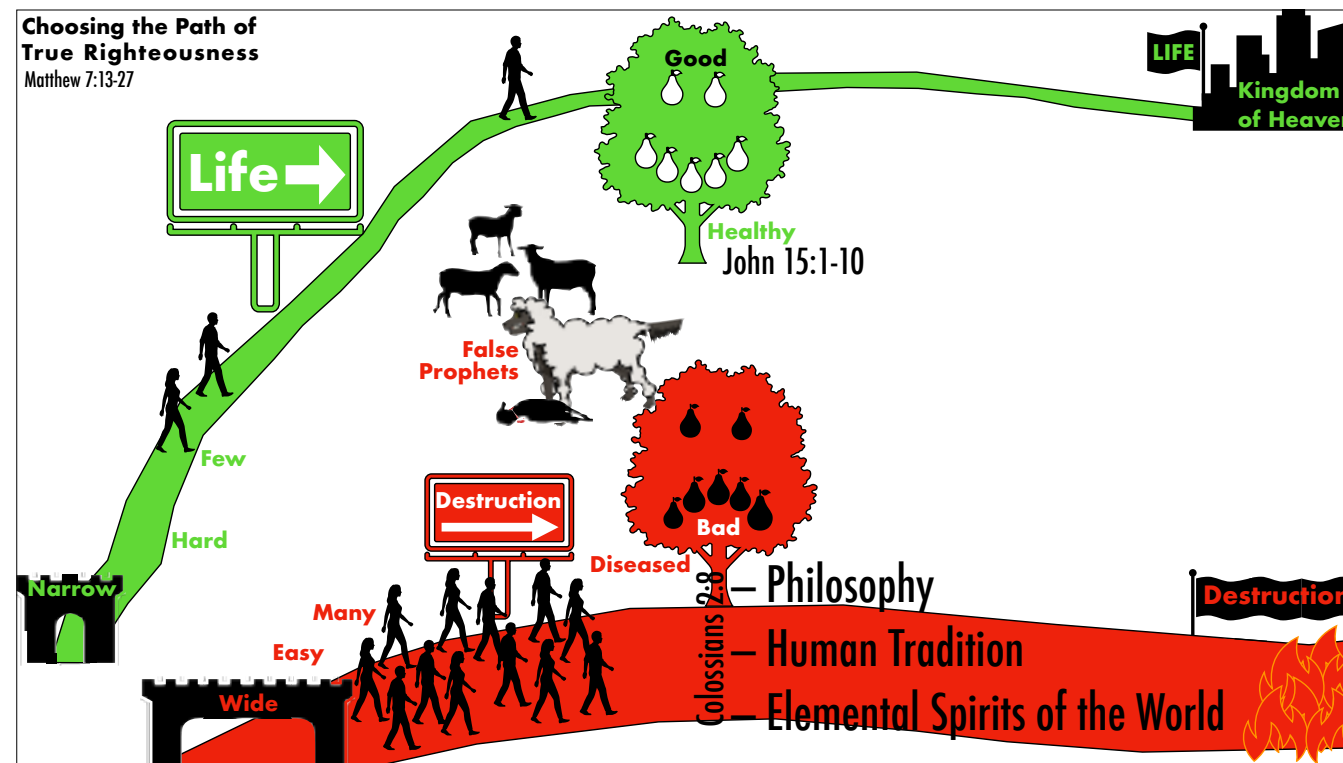 Choosing the Path of
True Righteousness
Matthew 7:13-27
LIFE
Kingdom
of Heaven
Good
Life
Healthy
John 15:1-10
False
Prophets
Few
Hard
Narrow
Destruction
Bad
Diseased
Many
Easy
Wide
Colossians 2:8
– Philosophy
– Human Tradition
– Elemental Spirits of the World
Destruction